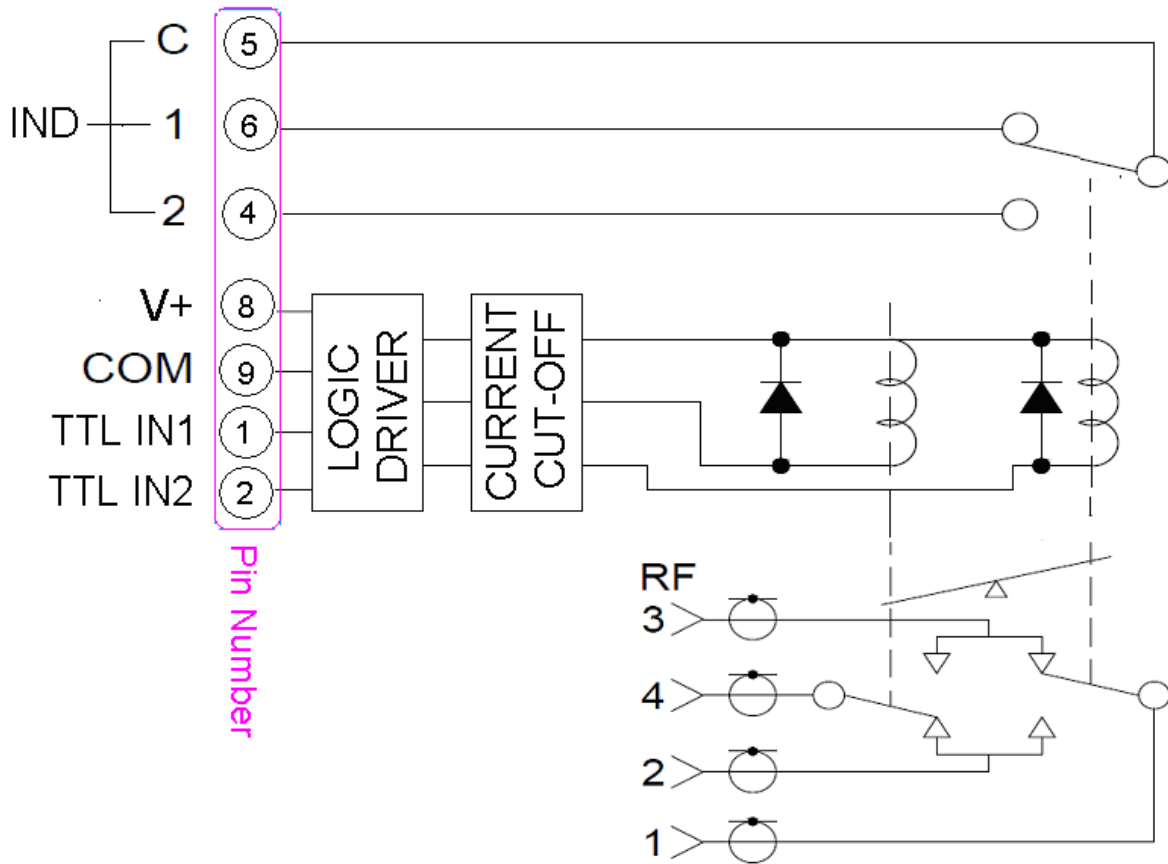 C 5
IND 1 6
2 4
V+ 8
COM 9
TTL IN1 1
TTL IN2 2
LOGIC
DRIVER
CURRENT
CUT-OFF
Pin Number
RF
3
4
2
1